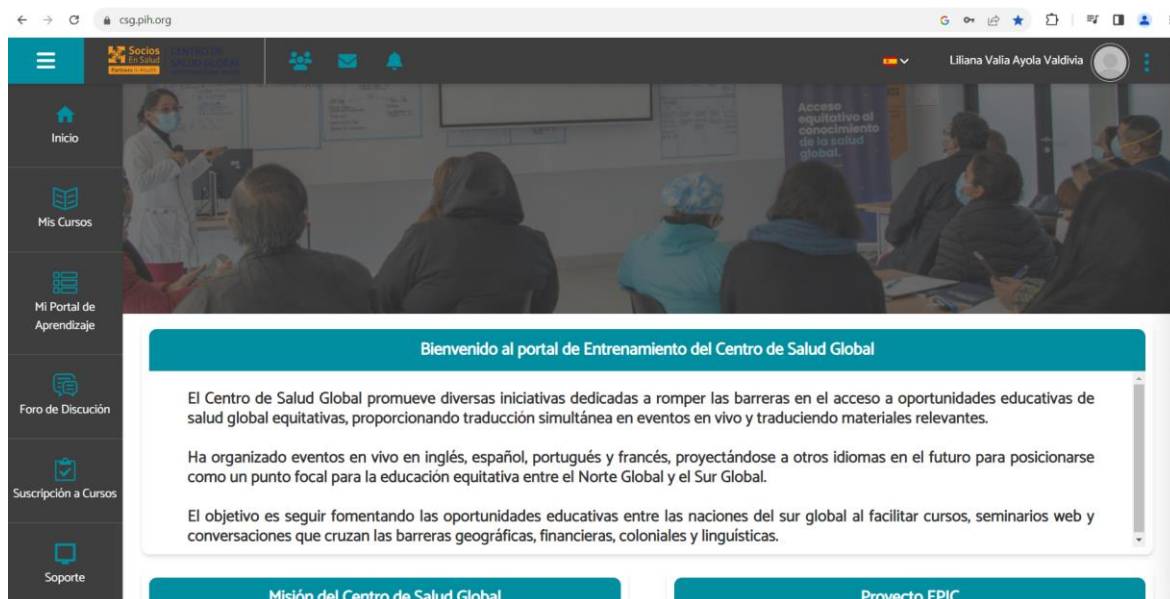 csg.pih.org
Socios
En Salud
Partners In Health
CENTRO DE
SALUD GLOBAL
Liliana Valia Ayola Valdivia
Inicio
Mis Cursos
Mi Portal de
Aprendizaje
Foro de Discución
Suscripción a Cursos
Soporte
Acceso
equitativo al
conocimiento
de la salud
global.
Bienvenido al portal de Entrenamiento del Centro de Salud Global
El Centro de Salud Global promueve diversas iniciativas dedicadas a romper las barreras en el acceso a oportunidades educativas de
salud global equitativas, proporcionando traducción simultánea en eventos en vivo y traduciendo materiales relevantes.
Ha organizado eventos en vivo en inglés, español, portugués y francés, proyectándose a otros idiomas en el futuro para posicionarse
como un punto focal para la educación equitativa entre el Norte Global y el Sur Global.
El objetivo es seguir fomentando las oportunidades educativas entre las naciones del sur global al facilitar cursos, seminarios web y
conversaciones que cruzan las barreras geográficas, financieras, coloniales y linguísticas.
Misión del Centro de Salud Global
Proyecto EPIC